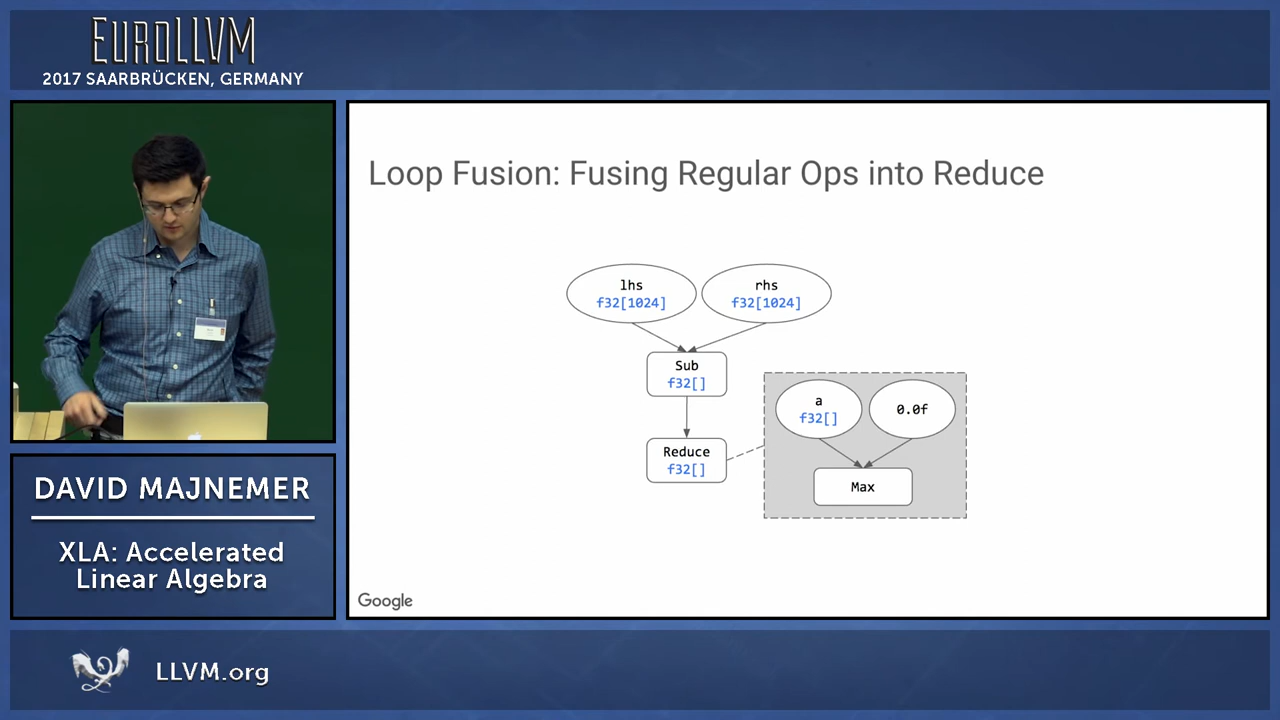 EUROLLVM
2017 SAARBRÜCKEN, GERMANY
DAVID MAJNEMER
XLA: Accelerated
Linear Algebra
LLVM.org
Loop Fusion: Fusing Regular Ops into Reduce
lhs
f32[1024]
rhs
f32[1024]
Sub
f32[]
Reduce
f32[]
a
f32[]
0.0f
Max
Google